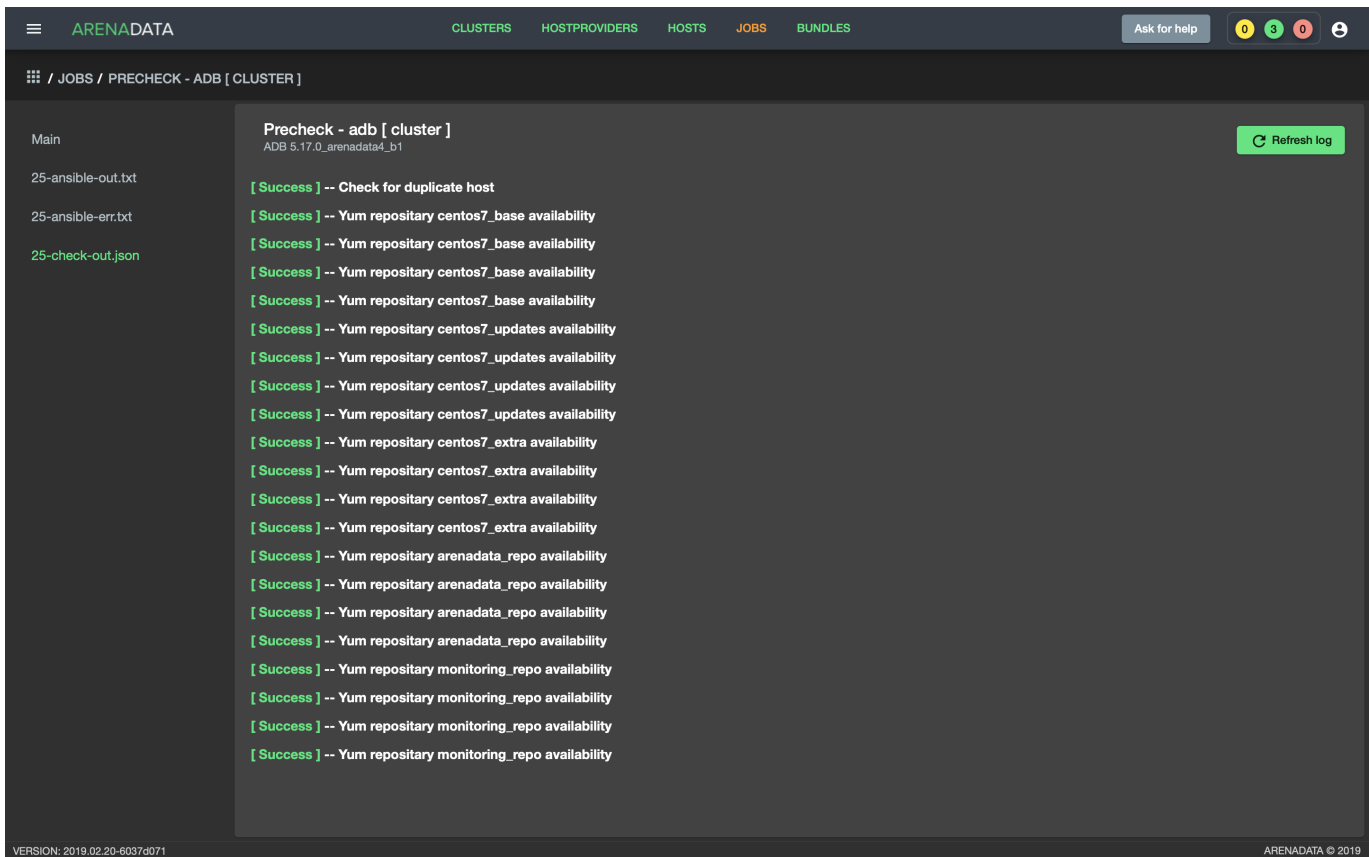 ARENADATA CLUSTERS HOSTPROVIDERS HOSTS JOBS BUNDLES Ask for help 0 3 0
/ JOBS / PRECHECK - ADB [ CLUSTER ]
Main
25-ansible-out.txt
25-ansible-err.txt
25-check-out.json
Precheck - adb [ cluster ]
ADB 5.17.0_arenadata4_b1
Refresh log
[ Success ] -- Check for duplicate host
[ Success ] -- Yum repositary centos7_base availability
[ Success ] -- Yum repositary centos7_base availability
[ Success ] -- Yum repositary centos7_base availability
[ Success ] -- Yum repositary centos7_base availability
[ Success ] -- Yum repositary centos7_updates availability
[ Success ] -- Yum repositary centos7_updates availability
[ Success ] -- Yum repositary centos7_updates availability
[ Success ] -- Yum repositary centos7_updates availability
[ Success ] -- Yum repositary centos7_extra availability
[ Success ] -- Yum repositary centos7_extra availability
[ Success ] -- Yum repositary centos7_extra availability
[ Success ] -- Yum repositary centos7_extra availability
[ Success ] -- Yum repositary arenadata_repo availability
[ Success ] -- Yum repositary arenadata_repo availability
[ Success ] -- Yum repositary arenadata_repo availability
[ Success ] -- Yum repositary arenadata_repo availability
[ Success ] -- Yum repositary monitoring_repo availability
[ Success ] -- Yum repositary monitoring_repo availability
[ Success ] -- Yum repositary monitoring_repo availability
[ Success ] -- Yum repositary monitoring_repo availability
VERSION: 2019.02.20-6037d071 ARENADATA © 2019